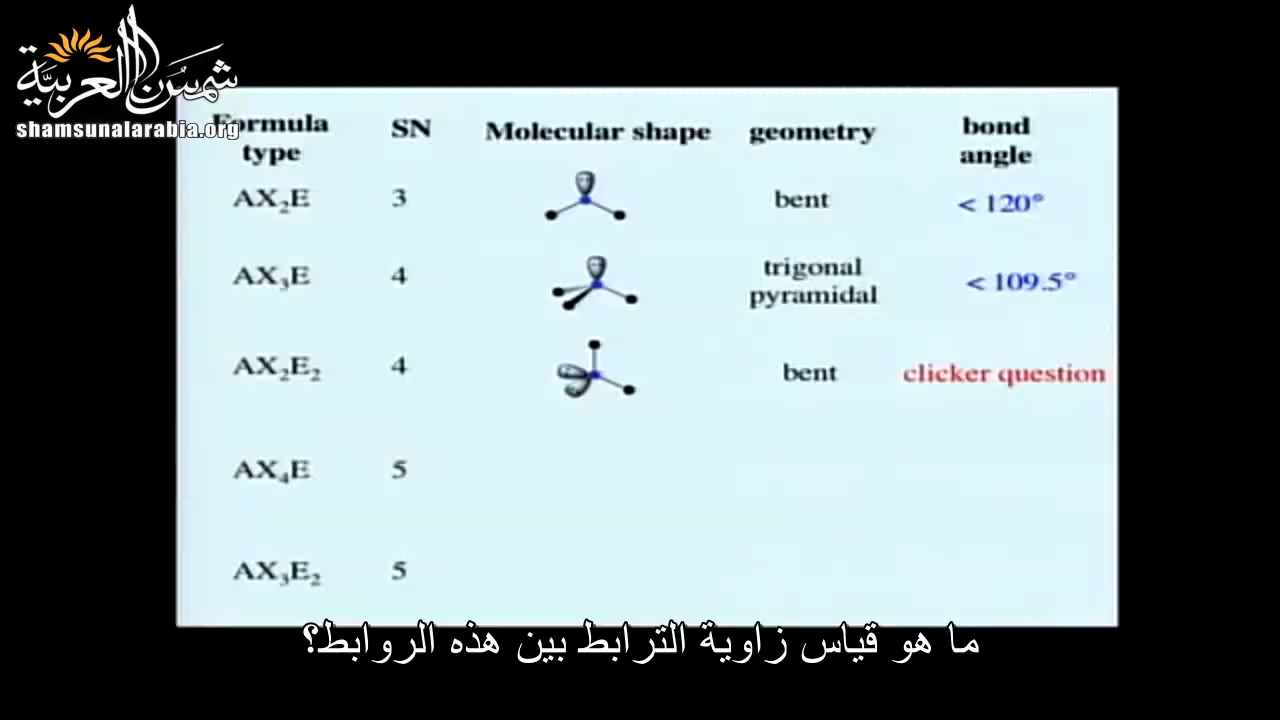 شمس العربية
shamsunalarabia.org
Formula type SN Molecular shape geometry bond angle
AX₂E 3 bent < 120°
AX₃E 4 trigonal pyramidal < 109.5°
AX₂E₂ 4 bent clicker question
AX₄E 5
AX₃E₂ 5
ما هو قياس زاوية الترابط بين هذه الروابط؟